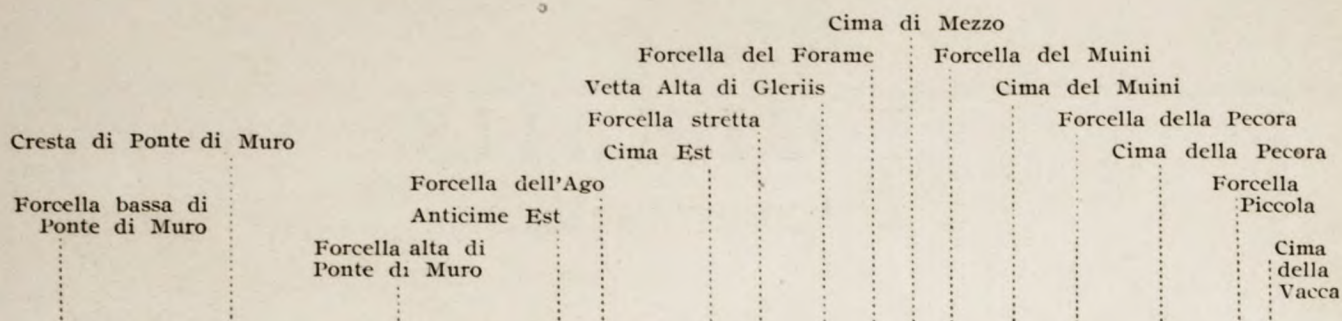 Cima di Mezzo
Forcella del Forame
Forcella del Muini
Vetta Alta di Gleriis
Cima del Muini
Forcella stretta
Forcella della Pecora
Cresta di Ponte di Muro
Cima Est
Cima della Pecora
Forcella dell'Ago
Forcella
Piccola
Forcella bassa di
Ponte di Muro
Anticime Est
Forcella alta di
Ponte di Muro
Cima
della
Vacca